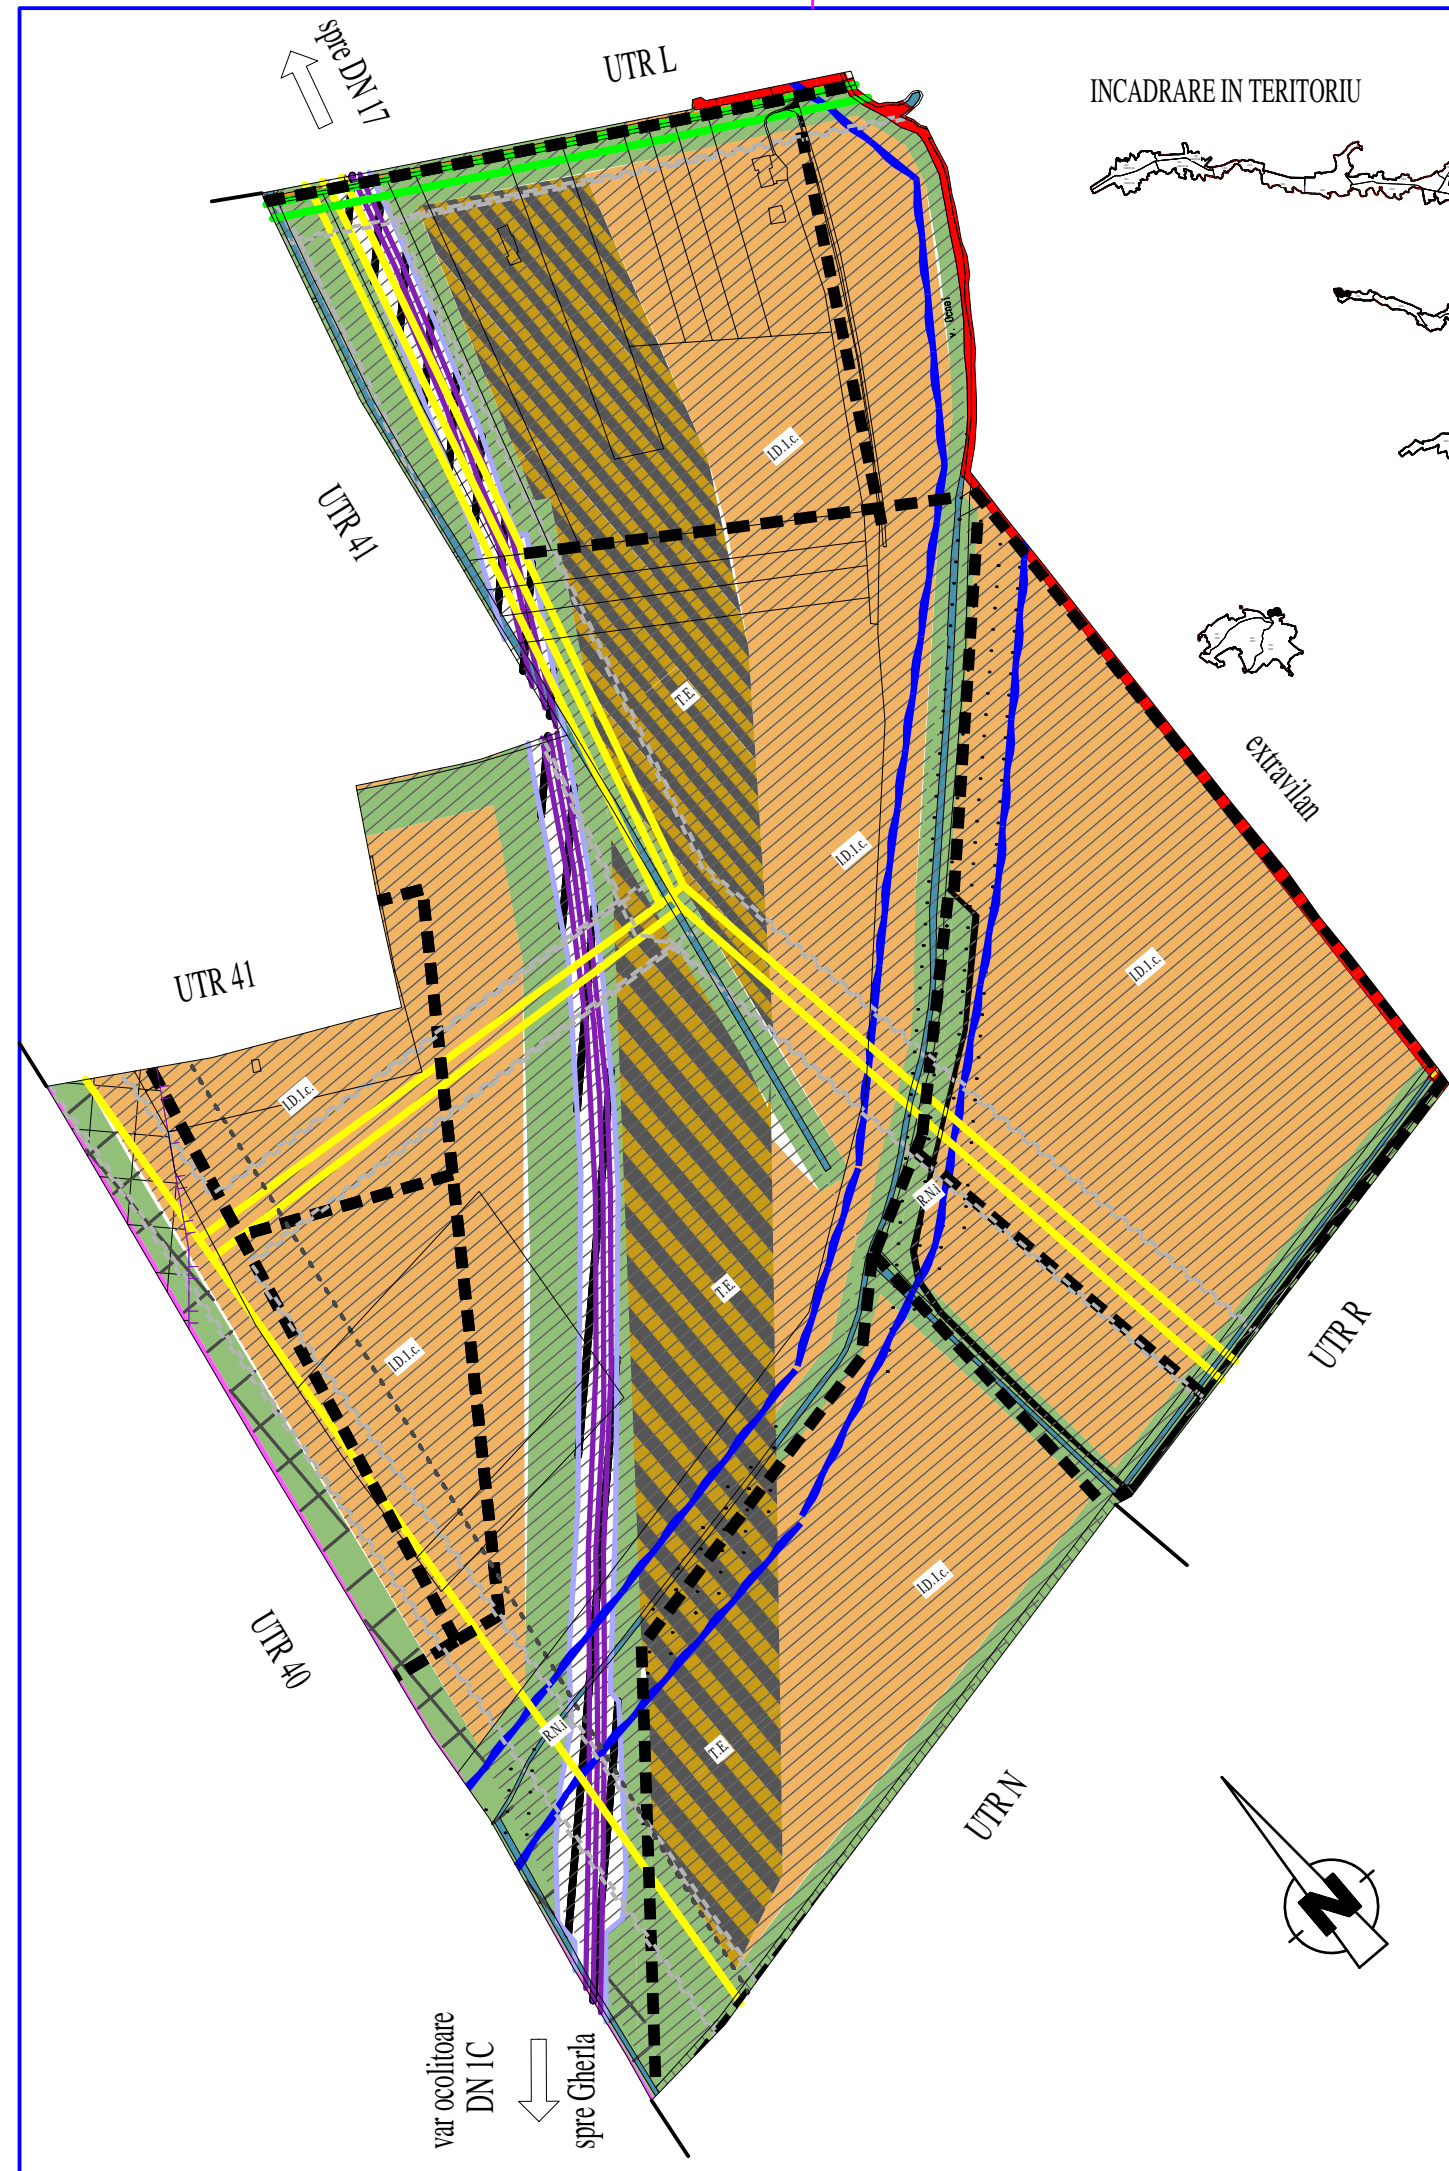 spre DN 17
UTR L
INCADRARE IN TERITORIU
v. Ocnei
I.D.1.c.
UTR 41
T.E.
extravilan
I.D.1.c.
I.D.1.c.
UTR 41
I.D.1.c.
R.N.i
T.E.
UTR R
I.D.1.c.
I.D.1.c.
UTR 40
R.N.i
T.E.
UTR N
N
var ocolitoare
DN 1C
spre Gherla